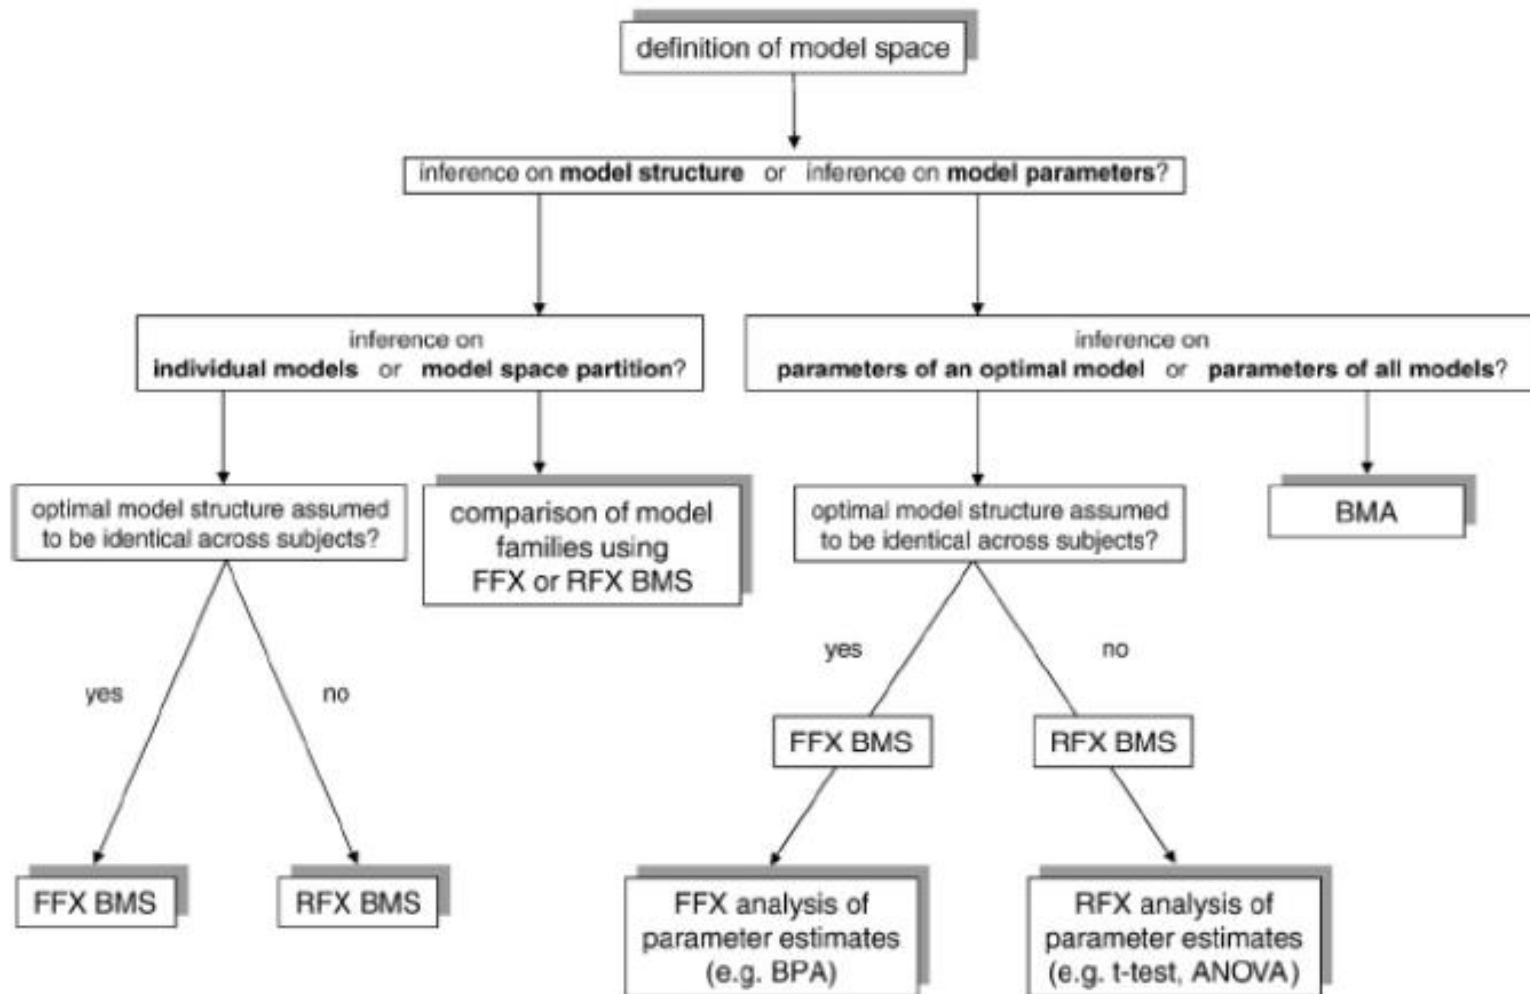 definition of model space
inference on model structure or inference on model parameters?
inference on
individual models or model space partition?
inference on
parameters of an optimal model or parameters of all models?
optimal model structure assumed
to be identical across subjects?
comparison of model
families using
FFX or RFX BMS
optimal model structure assumed
to be identical across subjects?
BMA
yes
no
yes
no
FFX BMS
RFX BMS
FFX BMS
RFX BMS
FFX analysis of
parameter estimates
(e.g. BPA)
RFX analysis of
parameter estimates
(e.g. t-test, ANOVA)